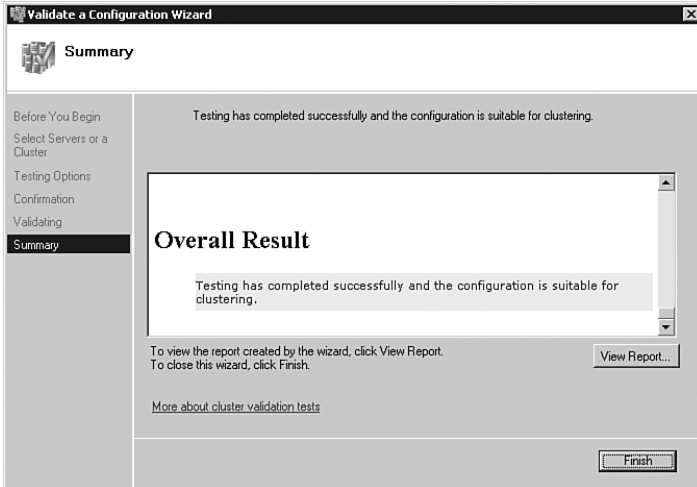 Validate a Configuration Wizard
Summary
Before You Begin
Select Servers or a
Cluster
Testing Options
Confirmation
Validating
Summary
Testing has completed successfully and the configuration is suitable for clustering.
Overall Result
Testing has completed successfully and the configuration is suitable for
clustering.
To view the report created by the wizard, click View Report.
To close this wizard, click Finish.
View Report...
More about cluster validation tests
Finish